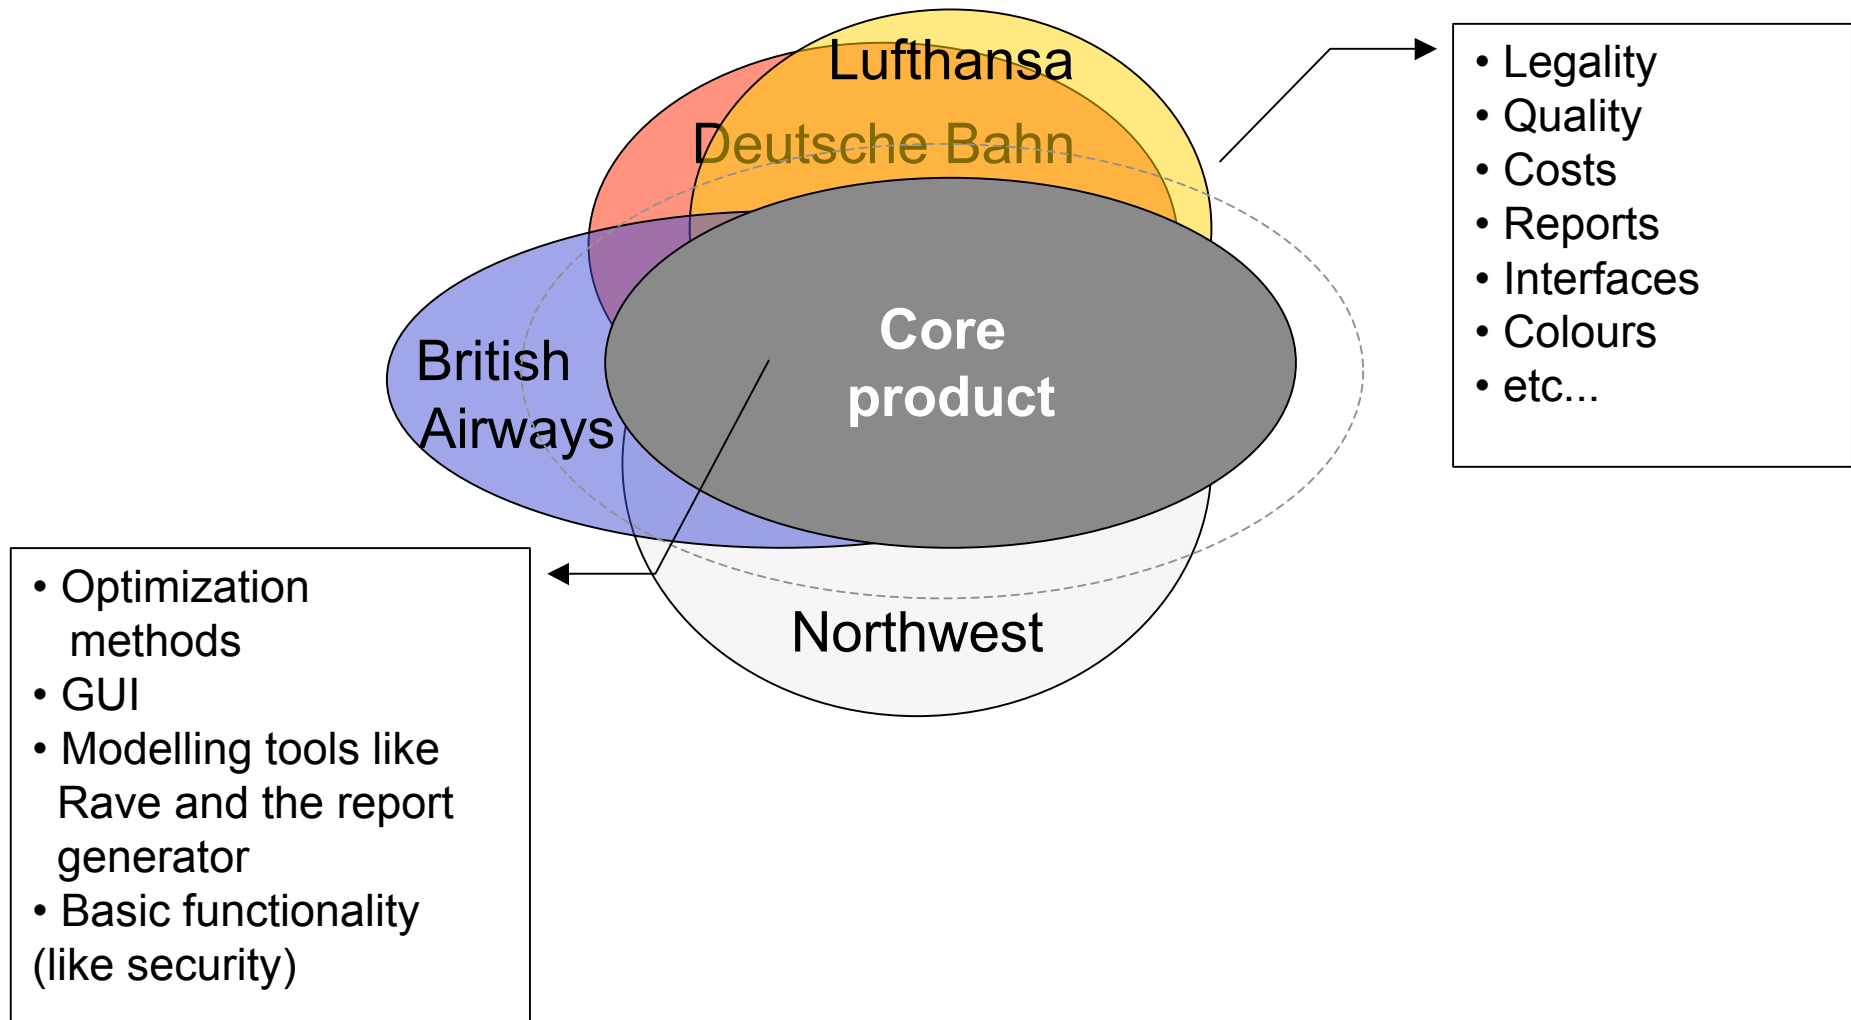 Lufthansa
Deutsche Bahn
British
Airways
Core
product
Northwest
• Legality
• Quality
• Costs
• Reports
• Interfaces
• Colours
• etc...
• Optimization
methods
• GUI
• Modelling tools like
Rave and the report
generator
• Basic functionality
(like security)